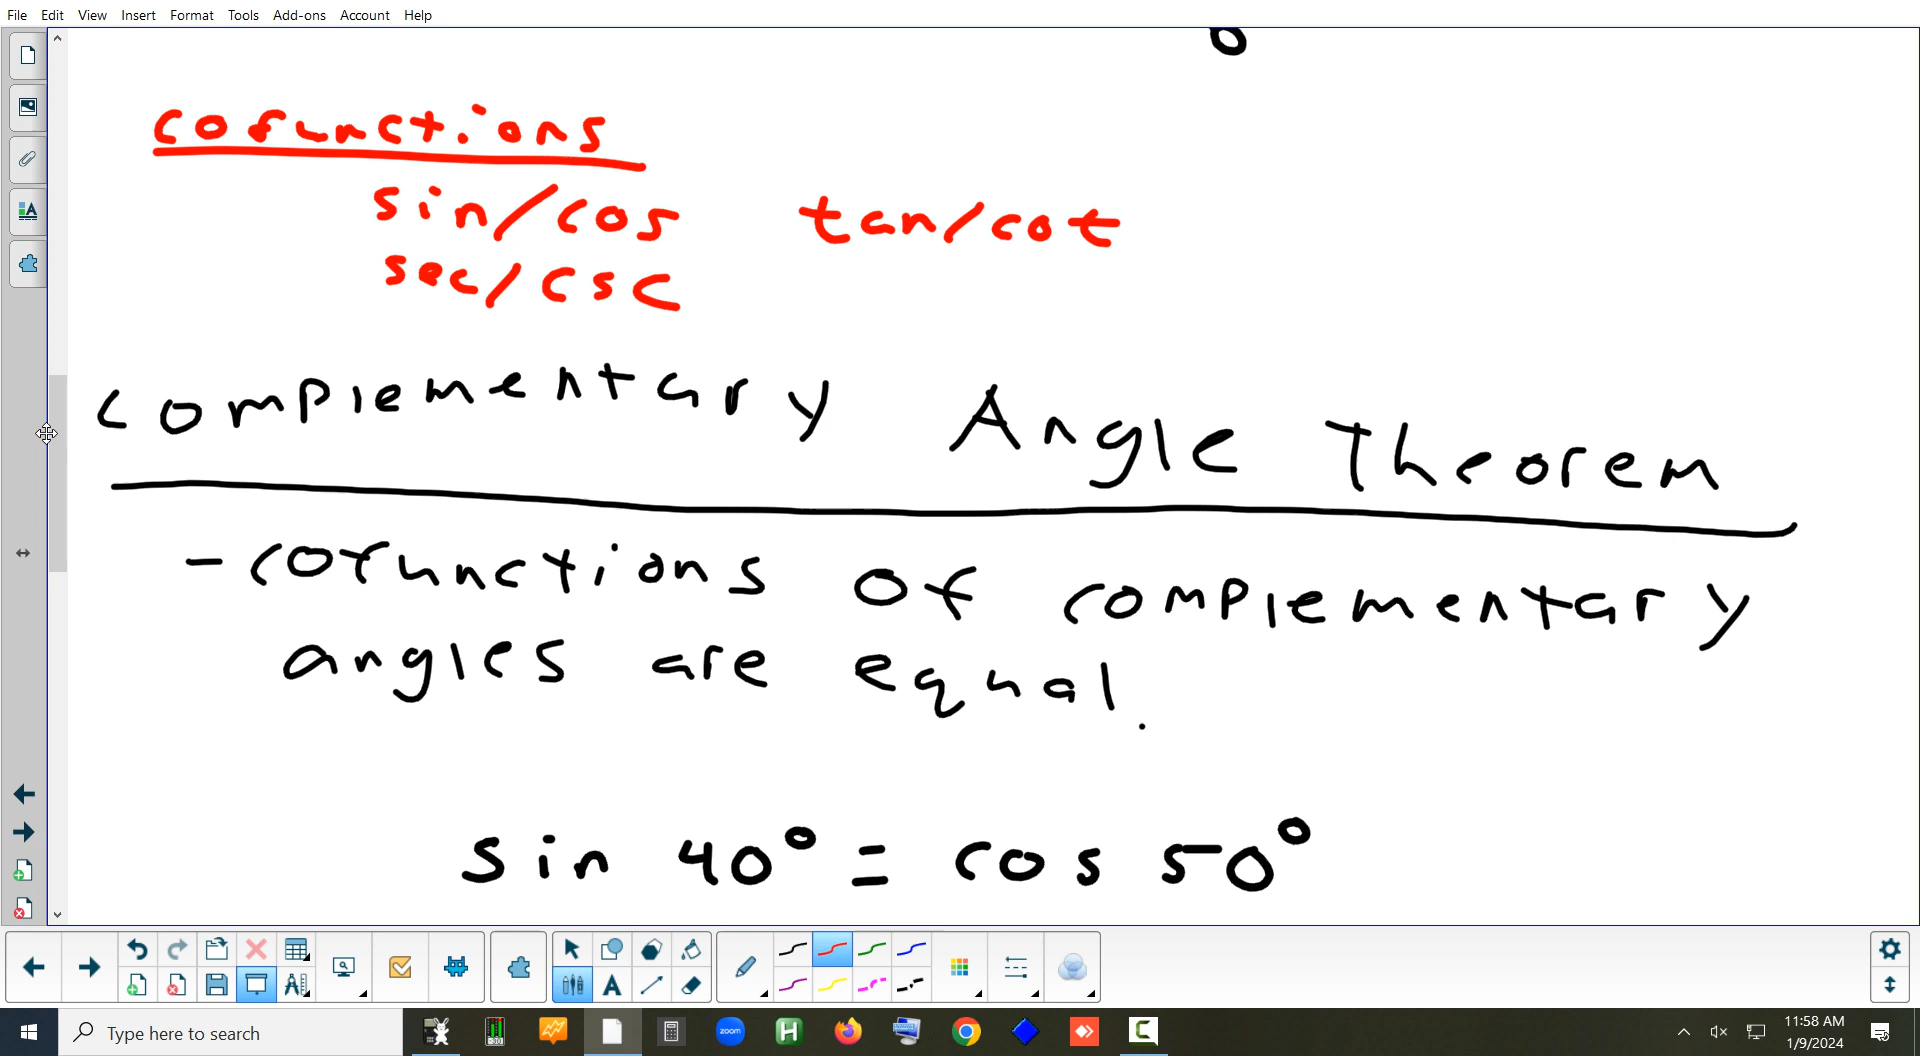 File Edit View Insert Format Tools Add-ons Account Help
cofunctions
sin/cos tan/cot
sec/csc
Complementary Angle Theorem
- cofunctions of complementary
angles are equal.
sin 40° = cos 50°
Type here to search
zoom
H
11:58 AM
1/9/2024